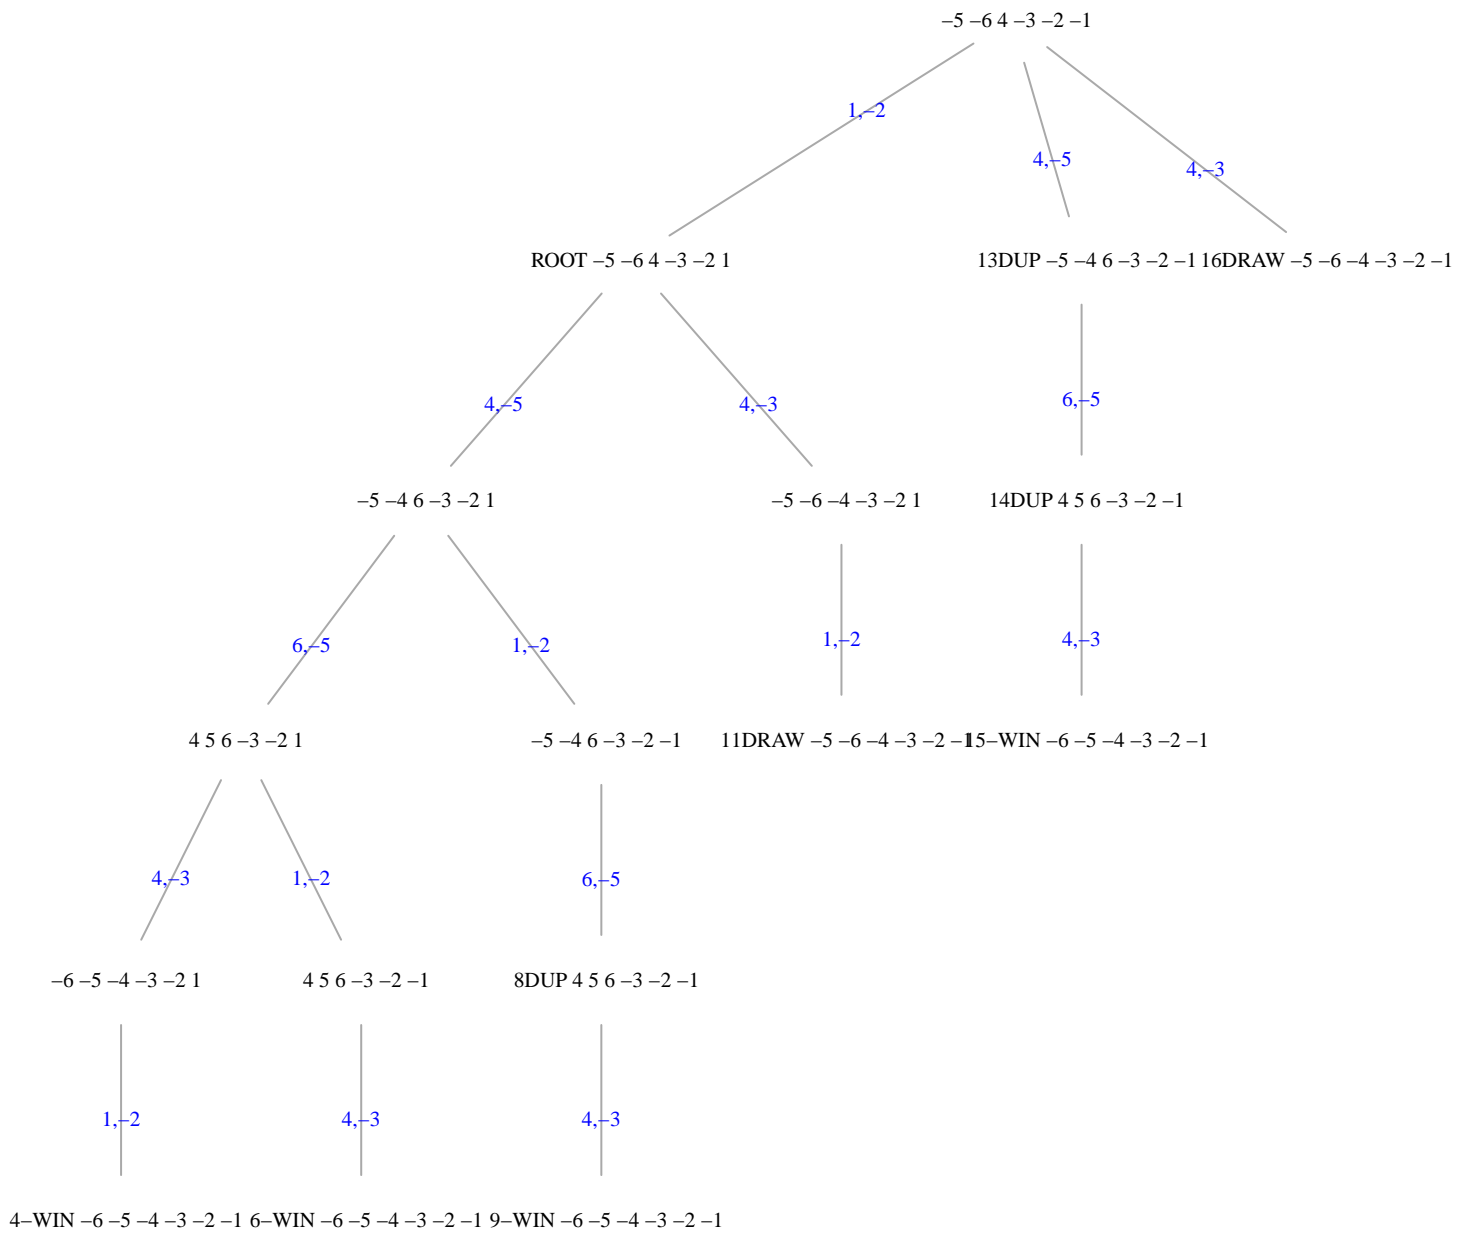 –5 –6 4 –3 –2 –1
1,–2
4,–5
4,–3
ROOT –5 –6 4 –3 –2 1
13DUP –5 –4 6 –3 –2 –1
16DRAW –5 –6 –4 –3 –2 –1
4,–5
4,–3
6,–5
–5 –4 6 –3 –2 1
–5 –6 –4 –3 –2 1
14DUP 4 5 6 –3 –2 –1
6,–5
1,–2
1,–2
4,–3
4 5 6 –3 –2 1
–5 –4 6 –3 –2 –1
11DRAW –5 –6 –4 –3 –2 –1
15–WIN –6 –5 –4 –3 –2 –1
4,–3
1,–2
6,–5
–6 –5 –4 –3 –2 1
4 5 6 –3 –2 –1
8DUP 4 5 6 –3 –2 –1
1,–2
4,–3
4,–3
4–WIN –6 –5 –4 –3 –2 –1
6–WIN –6 –5 –4 –3 –2 –1
9–WIN –6 –5 –4 –3 –2 –1